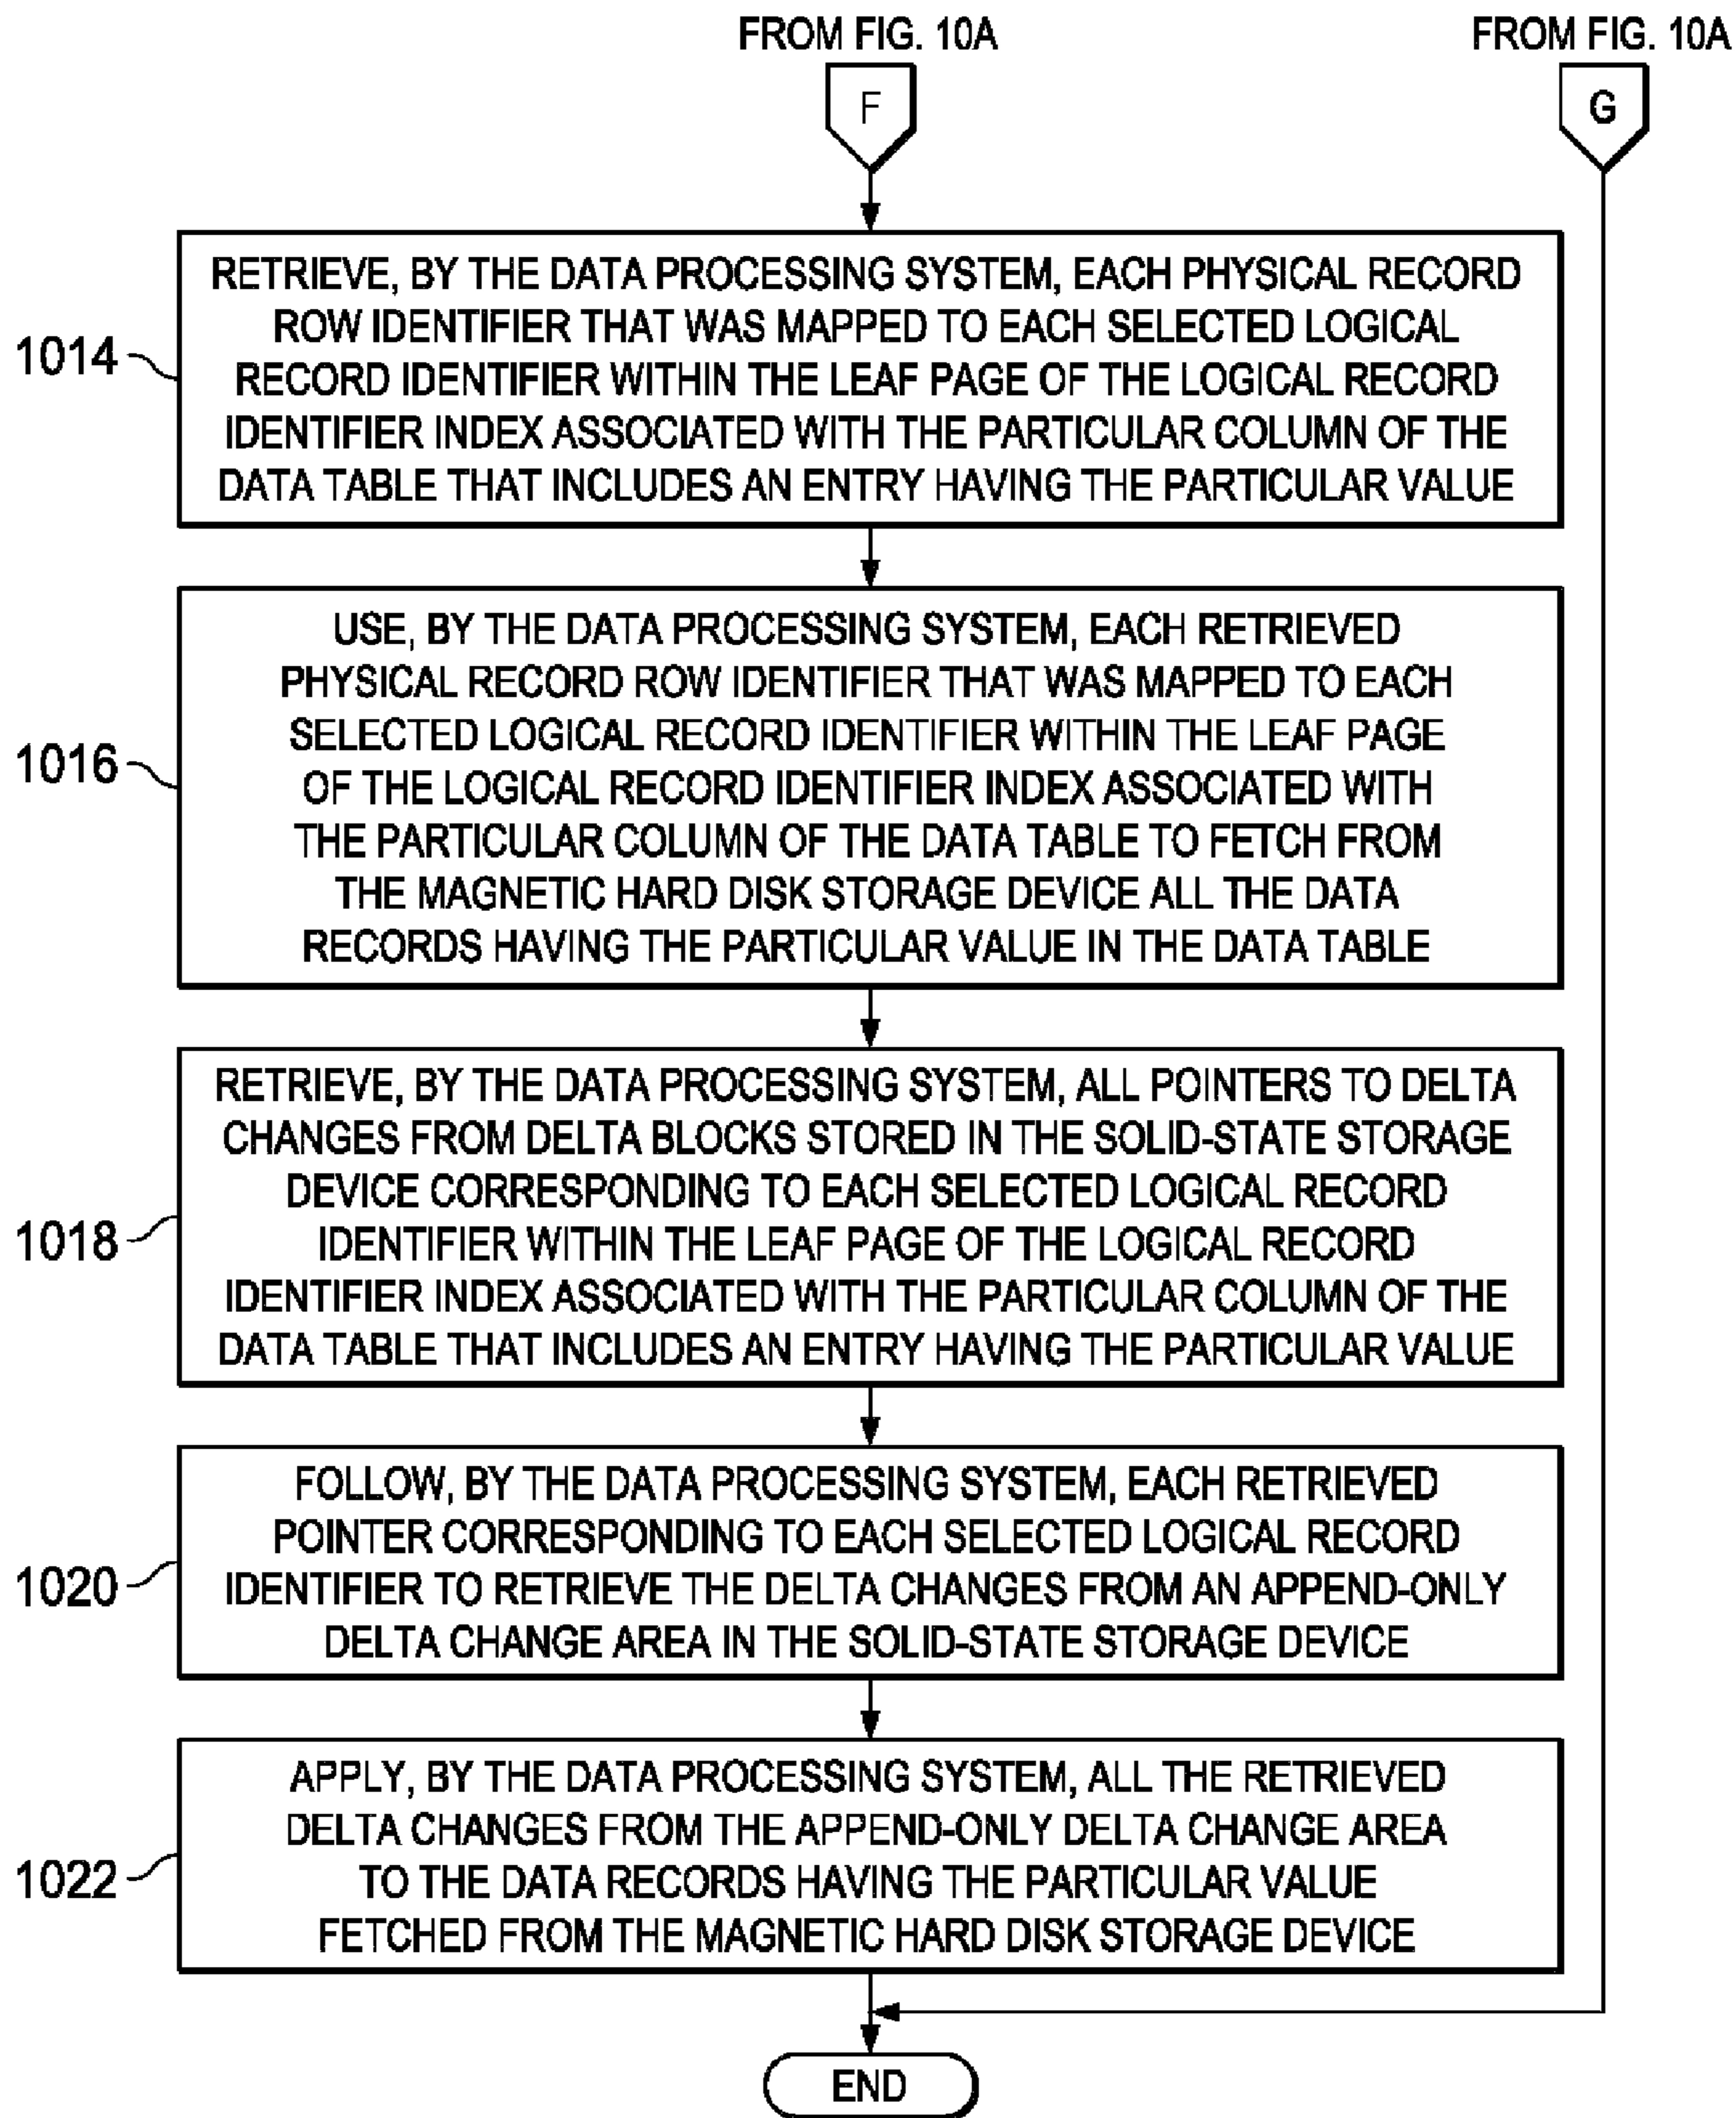 FROM FIG. 10A
FROM FIG. 10A
F
G
RETRIEVE, BY THE DATA PROCESSING SYSTEM, EACH PHYSICAL RECORD
ROW IDENTIFIER THAT WAS MAPPED TO EACH SELECTED LOGICAL
RECORD IDENTIFIER WITHIN THE LEAF PAGE OF THE LOGICAL RECORD
IDENTIFIER INDEX ASSOCIATED WITH THE PARTICULAR COLUMN OF THE
DATA TABLE THAT INCLUDES AN ENTRY HAVING THE PARTICULAR VALUE
1014
USE, BY THE DATA PROCESSING SYSTEM, EACH RETRIEVED
PHYSICAL RECORD ROW IDENTIFIER THAT WAS MAPPED TO EACH
SELECTED LOGICAL RECORD IDENTIFIER WITHIN THE LEAF PAGE
OF THE LOGICAL RECORD IDENTIFIER INDEX ASSOCIATED WITH
THE PARTICULAR COLUMN OF THE DATA TABLE TO FETCH FROM
THE MAGNETIC HARD DISK STORAGE DEVICE ALL THE DATA
RECORDS HAVING THE PARTICULAR VALUE IN THE DATA TABLE
1016
RETRIEVE, BY THE DATA PROCESSING SYSTEM, ALL POINTERS TO DELTA
CHANGES FROM DELTA BLOCKS STORED IN THE SOLID-STATE STORAGE
DEVICE CORRESPONDING TO EACH SELECTED LOGICAL RECORD
IDENTIFIER WITHIN THE LEAF PAGE OF THE LOGICAL RECORD
IDENTIFIER INDEX ASSOCIATED WITH THE PARTICULAR COLUMN OF THE
DATA TABLE THAT INCLUDES AN ENTRY HAVING THE PARTICULAR VALUE
1018
FOLLOW, BY THE DATA PROCESSING SYSTEM, EACH RETRIEVED
POINTER CORRESPONDING TO EACH SELECTED LOGICAL RECORD
IDENTIFIER TO RETRIEVE THE DELTA CHANGES FROM AN APPEND-ONLY
DELTA CHANGE AREA IN THE SOLID-STATE STORAGE DEVICE
1020
APPLY, BY THE DATA PROCESSING SYSTEM, ALL THE RETRIEVED
DELTA CHANGES FROM THE APPEND-ONLY DELTA CHANGE AREA
TO THE DATA RECORDS HAVING THE PARTICULAR VALUE
FETCHED FROM THE MAGNETIC HARD DISK STORAGE DEVICE
1022
END